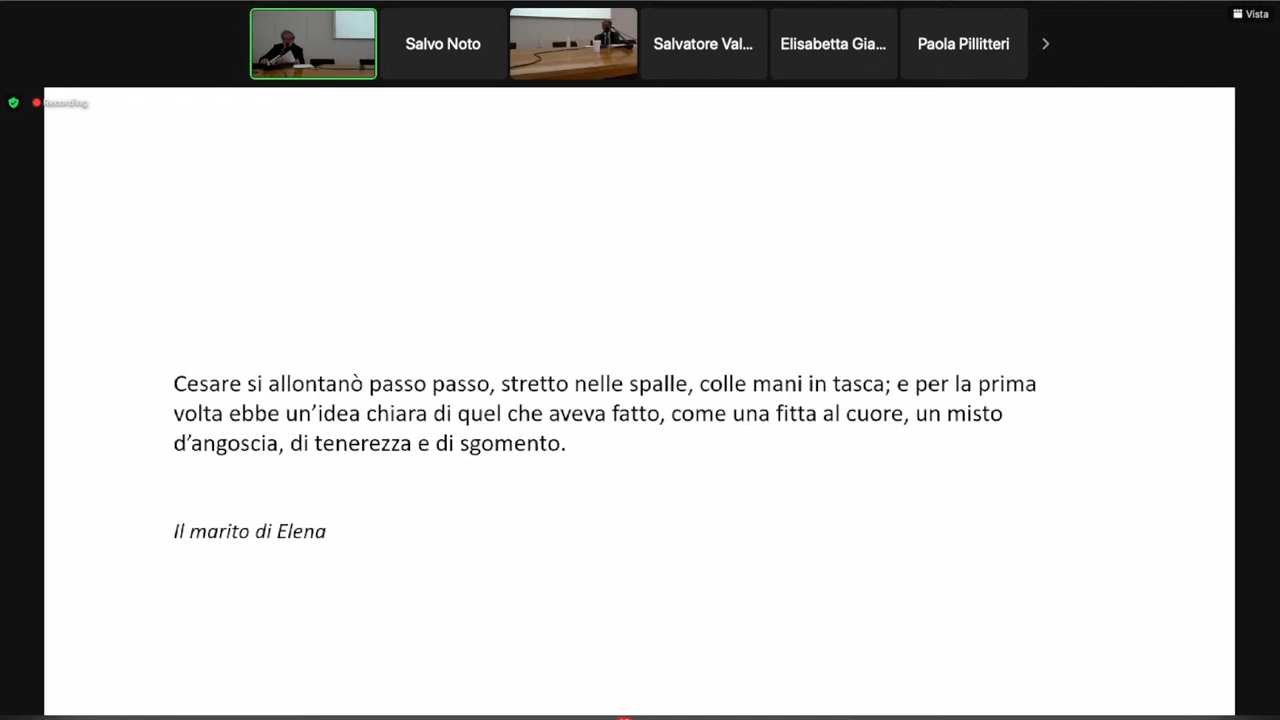 Vista
Salvo Noto
Salvatore Val...
Elisabetta Gia...
Paola Pillitteri
Recording
Cesare si allontanò passo passo, stretto nelle spalle, colle mani in tasca; e per la prima
volta ebbe un’idea chiara di quel che aveva fatto, come una fitta al cuore, un misto
d’angoscia, di tenerezza e di sgomento.
Il marito di Elena